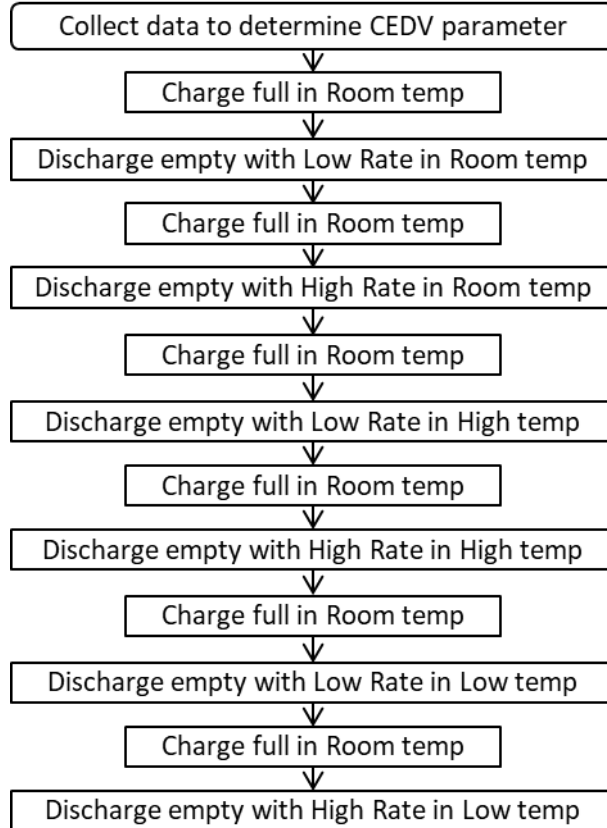 Collect data to determine CEDV parameter
Charge full in Room temp
Discharge empty with Low Rate in Room temp
Charge full in Room temp
Discharge empty with High Rate in Room temp
Charge full in Room temp
Discharge empty with Low Rate in High temp
Charge full in Room temp
Discharge empty with High Rate in High temp
Charge full in Room temp
Discharge empty with Low Rate in Low temp
Charge full in Room temp
Discharge empty with High Rate in Low temp